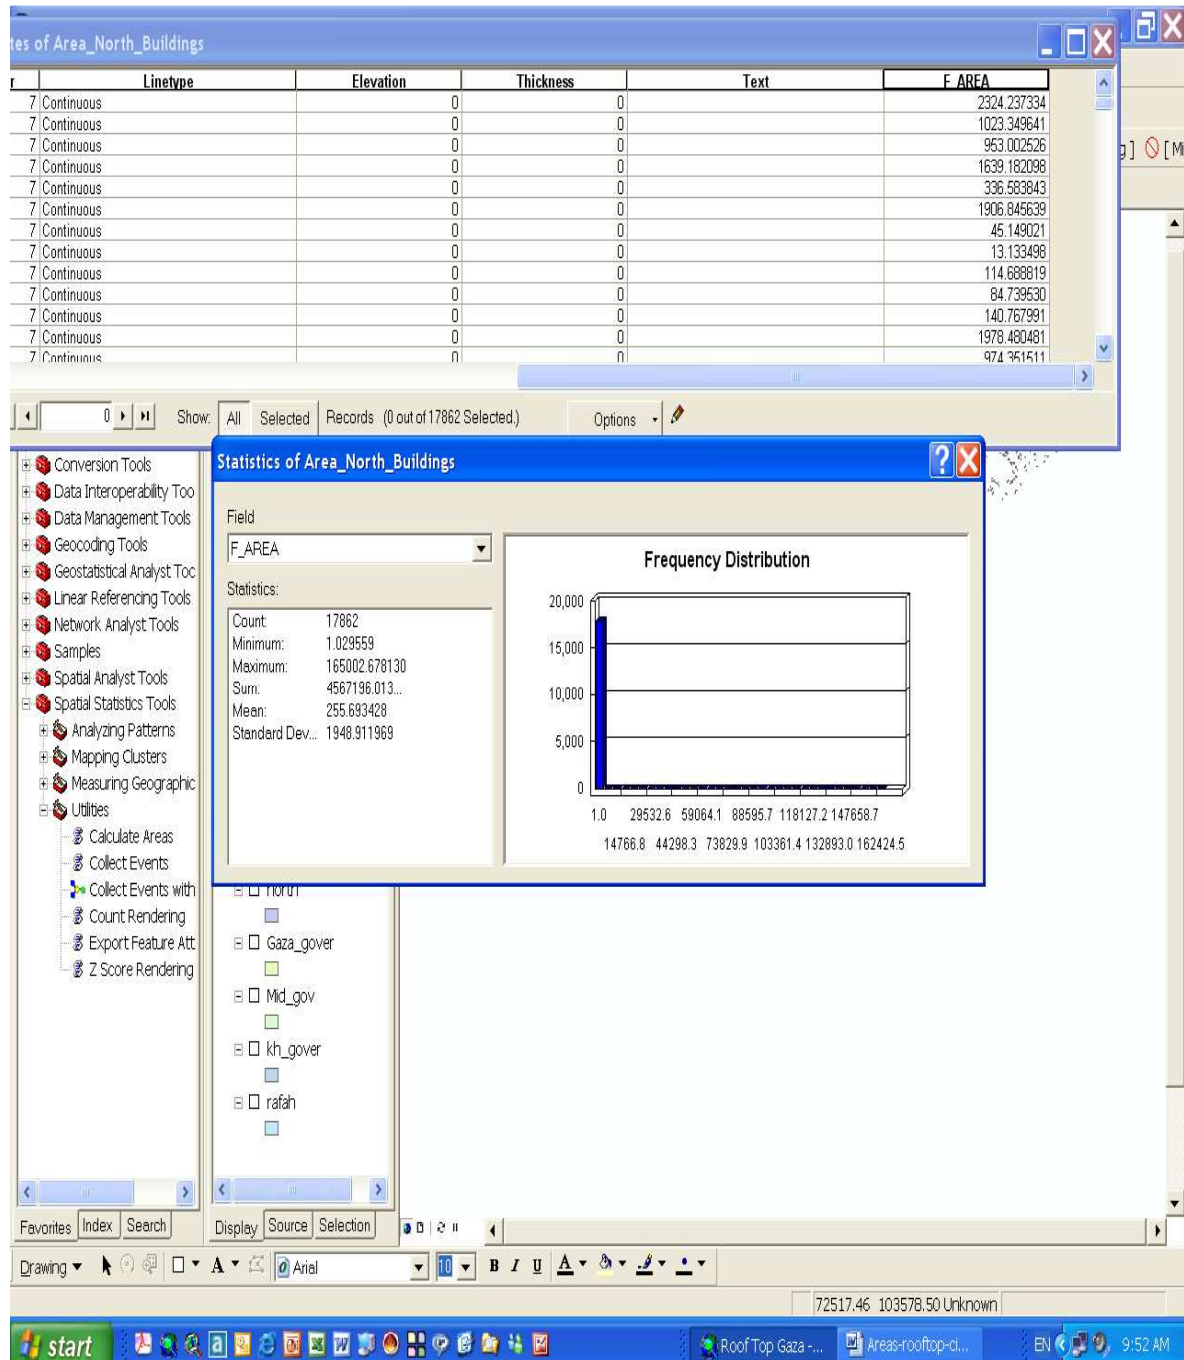 tes of Area_North_Buildings
r Linetype Elevation Thickness Text F_AREA
7 Continuous 0 0 2324.237334
7 Continuous 0 0 1023.349641
7 Continuous 0 0 953.002526
7 Continuous 0 0 1639.182098
7 Continuous 0 0 336.583843
7 Continuous 0 0 1906.845639
7 Continuous 0 0 45.149021
7 Continuous 0 0 13.133498
7 Continuous 0 0 114.688819
7 Continuous 0 0 84.739530
7 Continuous 0 0 140.767991
7 Continuous 0 0 1978.480481
7 Continuous 0 0 974.351511
g ] [ Mi
0 Show: All Selected Records (0 out of 17862 Selected.) Options
Conversion Tools
Data Interoperability Too
Data Management Tools
Geocoding Tools
Geostatistical Analyst Toc
Linear Referencing Tools
Network Analyst Tools
Samples
Spatial Analyst Tools
Spatial Statistics Tools
Analyzing Patterns
Mapping Clusters
Measuring Geographic
Utilities
Calculate Areas
Collect Events
Collect Events with
Count Rendering
Export Feature Att
Z Score Rendering
Statistics of Area_North_Buildings
Field
F_AREA
Statistics:
Count: 17862
Minimum: 1.029559
Maximum: 165002.678130
Sum: 4567196.013...
Mean: 255.693428
Standard Dev... 1948.911969
Frequency Distribution
20,000
15,000
10,000
5,000
0
1.0 29532.6 59064.1 88595.7 118127.2 147658.7
14766.8 44298.3 73829.9 103361.4 132893.0 162424.5
north
Gaza_gover
Mid_gov
kh_gover
rafah
Favorites Index Search
Display Source Selection
Drawing A Arial 10 B I U A
72517.46 103578.50 Unknown
start Roof Top Gaza -... Areas-rooftop-ci... EN 9:52 AM